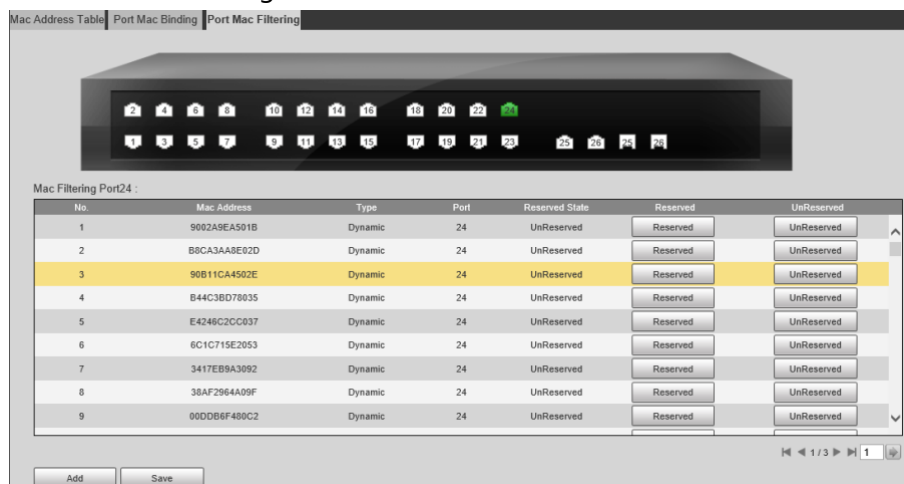 Mac Address Table Port Mac Binding Port Mac Filtering
2 4 6 8 10 12 14 16 18 20 22 24
1 3 5 7 9 11 13 15 17 19 21 23 25 26 25 26
Mac Filtering Port24 :
No. Mac Address Type Port Reserved State Reserved UnReserved
1 9002A9EA501B Dynamic 24 UnReserved Reserved UnReserved
2 B8CA3AA8E02D Dynamic 24 UnReserved Reserved UnReserved
3 90B11CA4502E Dynamic 24 UnReserved Reserved UnReserved
4 B44C3BD78035 Dynamic 24 UnReserved Reserved UnReserved
5 E4246C2CC037 Dynamic 24 UnReserved Reserved UnReserved
6 6C1C715E2053 Dynamic 24 UnReserved Reserved UnReserved
7 3417EB9A3092 Dynamic 24 UnReserved Reserved UnReserved
8 38AF2964A09F Dynamic 24 UnReserved Reserved UnReserved
9 00DDB6F480C2 Dynamic 24 UnReserved Reserved UnReserved
1 / 3 1
Add Save